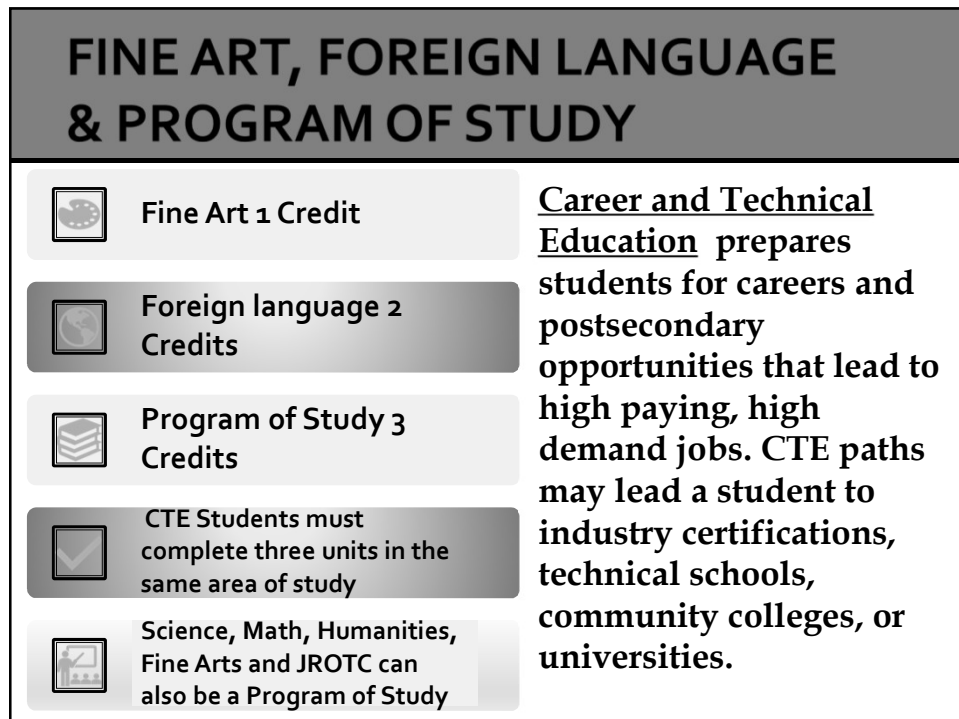 FINE ART, FOREIGN LANGUAGE
& PROGRAM OF STUDY
Fine Art 1 Credit
Foreign language 2
Credits
Program of Study 3
Credits
CTE Students must
complete three units in the
same area of study
Science, Math, Humanities,
Fine Arts and JROTC can
also be a Program of Study
Career and Technical
Education prepares
students for careers and
postsecondary
opportunities that lead to
high paying, high
demand jobs. CTE paths
may lead a student to
industry certifications,
technical schools,
community colleges, or
universities.